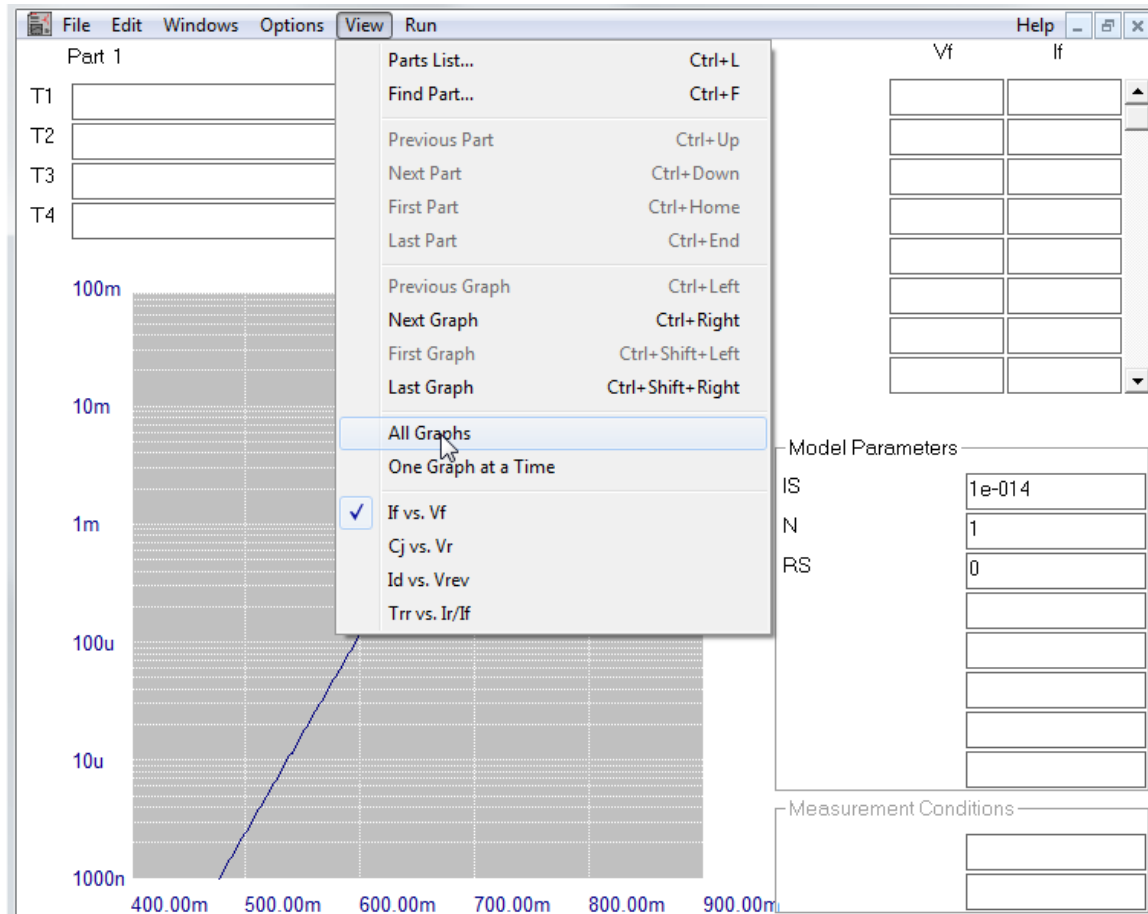 File Edit Windows Options View Run Help
Part 1
Vf If
T1
T2
T3
T4
Parts List... Ctrl+L
Find Part... Ctrl+F
Previous Part Ctrl+Up
Next Part Ctrl+Down
First Part Ctrl+Home
Last Part Ctrl+End
Previous Graph Ctrl+Left
Next Graph Ctrl+Right
First Graph Ctrl+Shift+Left
Last Graph Ctrl+Shift+Right
All Graphs
One Graph at a Time
If vs. Vf
Cj vs. Vr
Id vs. Vrev
Trr vs. Ir/If
100m
10m
1m
100u
10u
1000n
400.00m 500.00m 600.00m 700.00m 800.00m 900.00m
Model Parameters
IS 1e-014
N 1
RS 0
Measurement Conditions